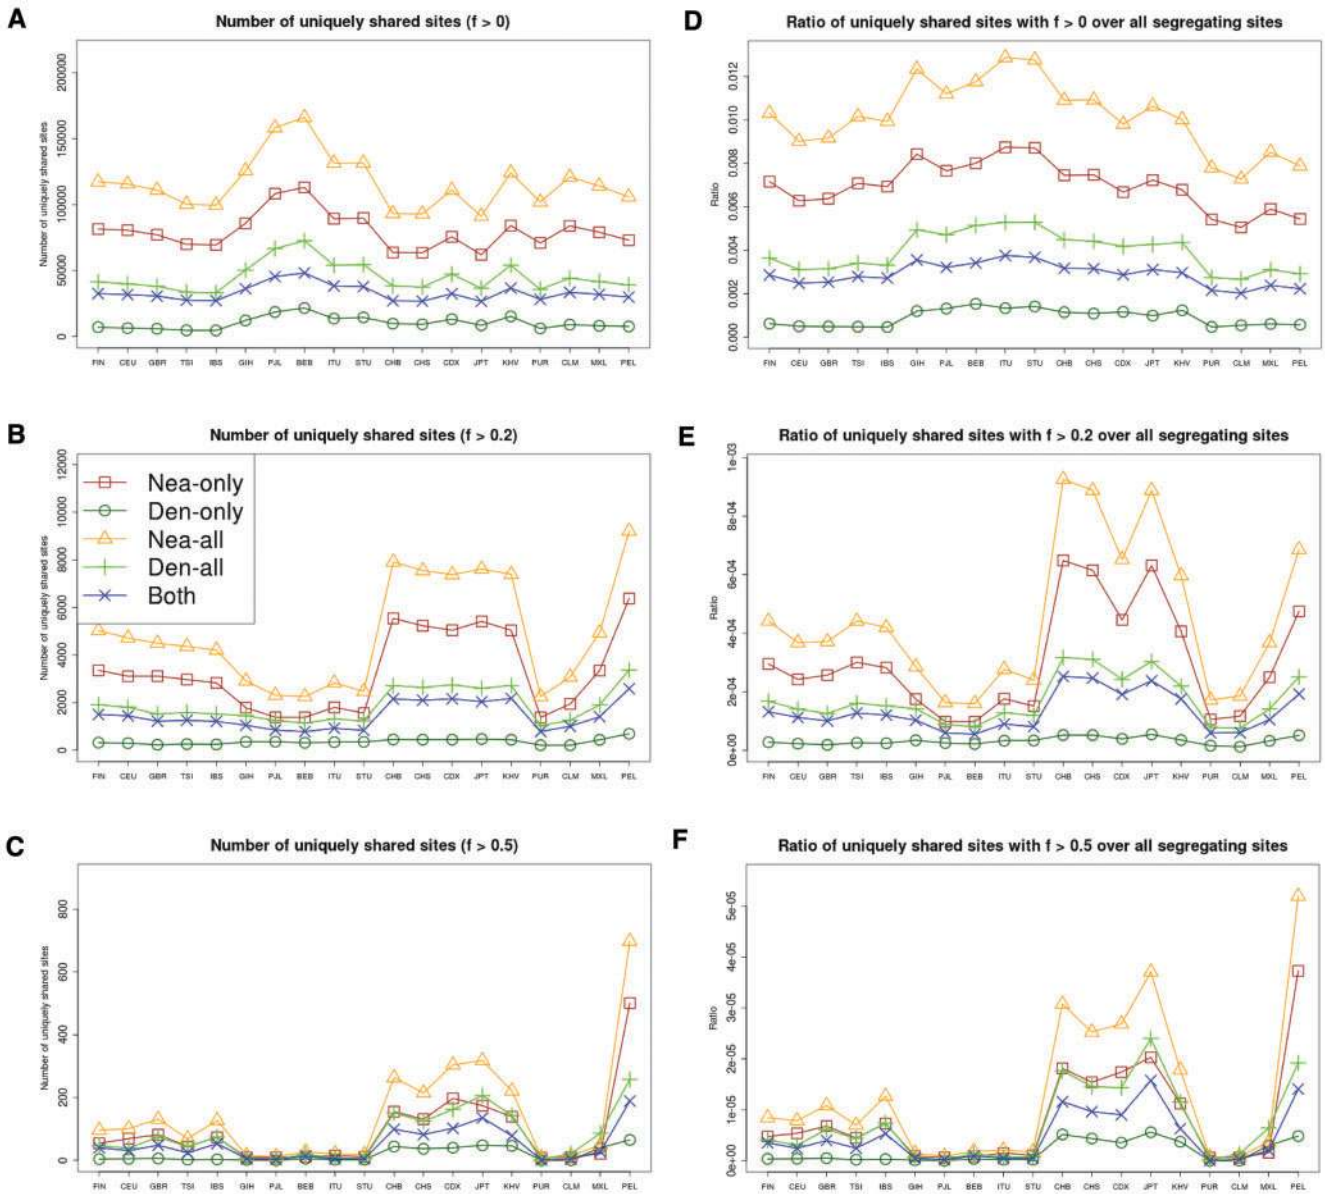 A
Number of uniquely shared sites (f > 0)
Number of uniquely shared sites
0 50000 100000 150000 200000
FIN CEU GBR TSI IBS GIH PJL BEB ITU STU CHB CHS CDX JPT KHV PUR CLM MXL PEL
D
Ratio of uniquely shared sites with f > 0 over all segregating sites
Ratio
0.000 0.002 0.004 0.006 0.008 0.010 0.012
FIN CEU GBR TSI IBS GIH PJL BEB ITU STU CHB CHS CDX JPT KHV PUR CLM MXL PEL
B
Number of uniquely shared sites (f > 0.2)
Number of uniquely shared sites
0 2000 4000 6000 8000 10000 12000
Nea-only
Den-only
Nea-all
Den-all
Both
FIN CEU GBR TSI IBS GIH PJL BEB ITU STU CHB CHS CDX JPT KHV PUR CLM MXL PEL
E
Ratio of uniquely shared sites with f > 0.2 over all segregating sites
Ratio
0e+00 2e-04 4e-04 6e-04 8e-04 1e-03
FIN CEU GBR TSI IBS GIH PJL BEB ITU STU CHB CHS CDX JPT KHV PUR CLM MXL PEL
C
Number of uniquely shared sites (f > 0.5)
Number of uniquely shared sites
0 200 400 600 800
FIN CEU GBR TSI IBS GIH PJL BEB ITU STU CHB CHS CDX JPT KHV PUR CLM MXL PEL
F
Ratio of uniquely shared sites with f > 0.5 over all segregating sites
Ratio
0e+00 1e-05 2e-05 3e-05 4e-05 5e-05
FIN CEU GBR TSI IBS GIH PJL BEB ITU STU CHB CHS CDX JPT KHV PUR CLM MXL PEL